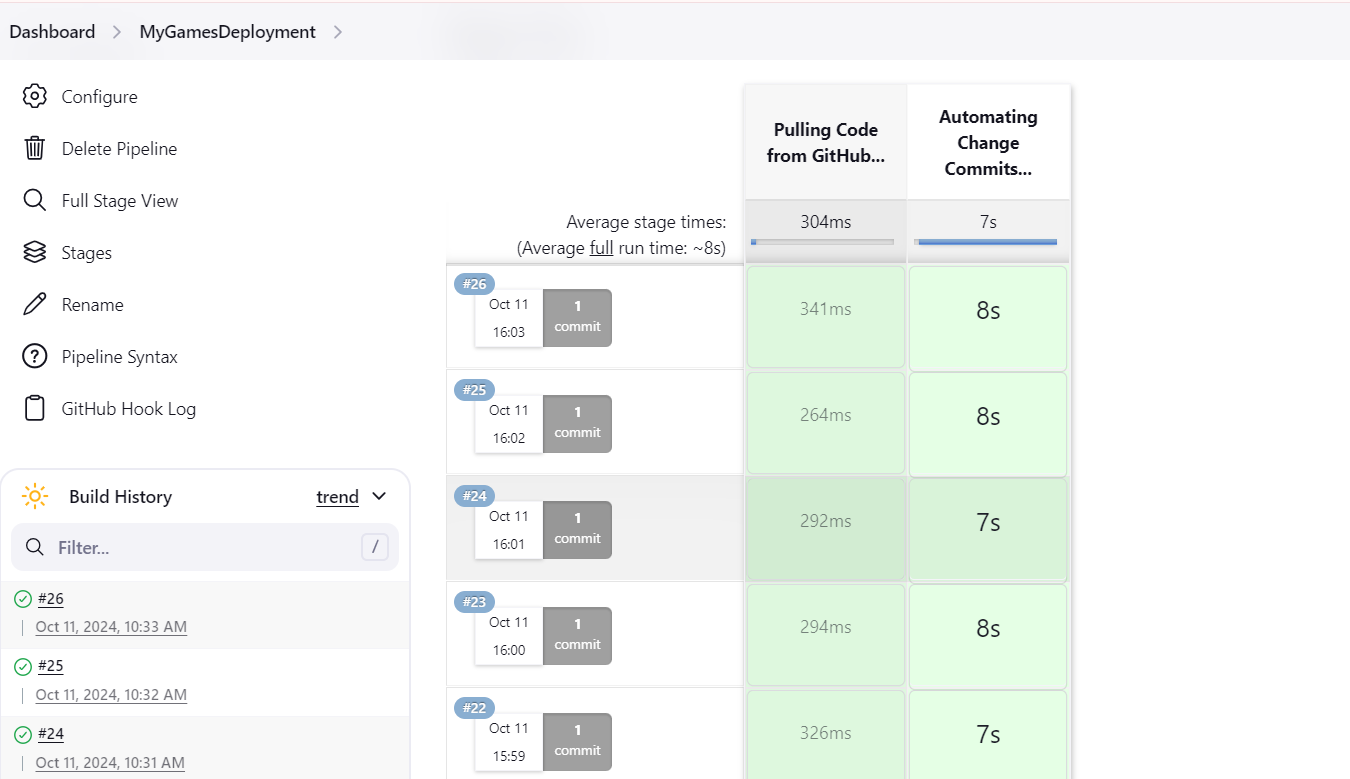 Dashboard > MyGamesDeployment >
Configure
Delete Pipeline
Full Stage View
Stages
Rename
Pipeline Syntax
GitHub Hook Log
Build History trend
Filter... /
#26
Oct 11, 2024, 10:33 AM
#25
Oct 11, 2024, 10:32 AM
#24
Oct 11, 2024, 10:31 AM
Pulling Code
from GitHub...
Automating
Change
Commits...
Average stage times:
(Average full run time: ~8s)
304ms
7s
#26
Oct 11
16:03
1
commit
341ms
8s
#25
Oct 11
16:02
1
commit
264ms
8s
#24
Oct 11
16:01
1
commit
292ms
7s
#23
Oct 11
16:00
1
commit
294ms
8s
#22
Oct 11
15:59
1
commit
326ms
7s